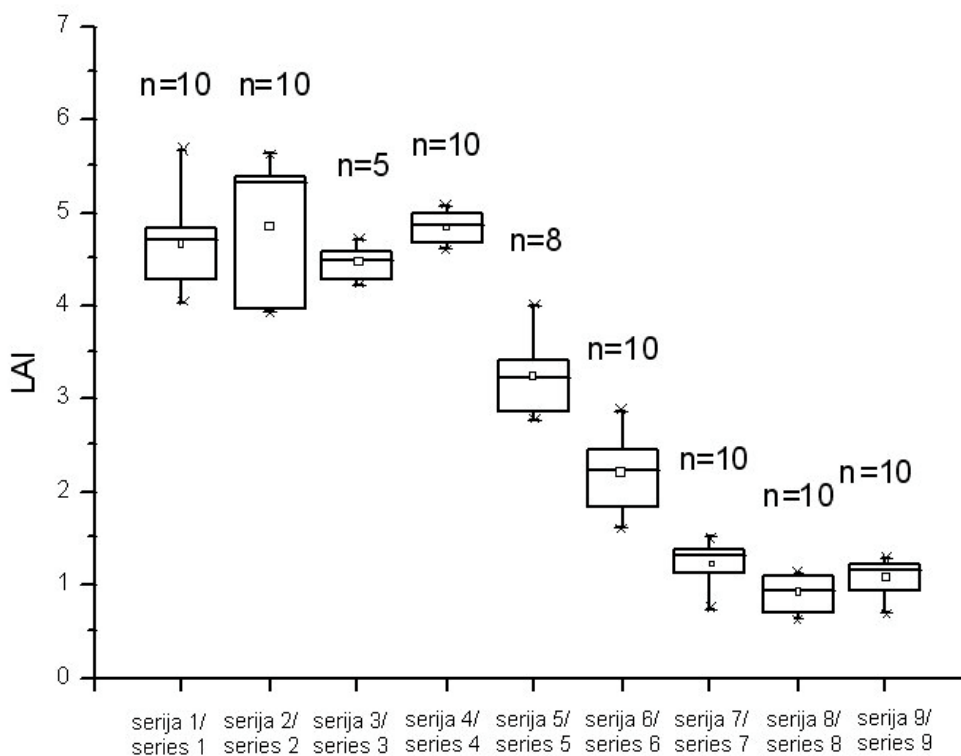 7
6
5
4
3
2
1
0
LAI
n=10
n=10
n=5
n=10
n=8
n=10
n=10
n=10
n=10
serija 1/
series 1
serija 2/
series 2
serija 3/
series 3
serija 4/
series 4
serija 5/
series 5
serija 6/
series 6
serija 7/
series 7
serija 8/
series 8
serija 9/
series 9